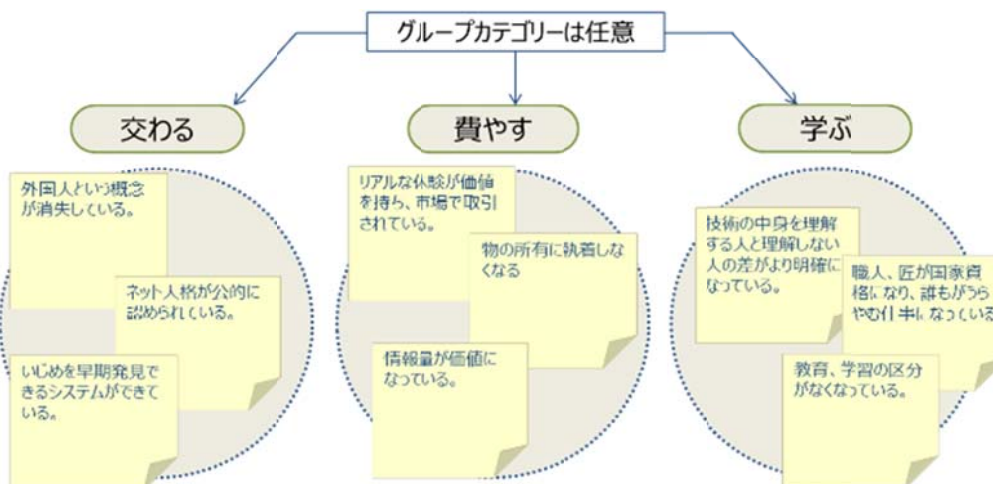 グループカテゴリーは任意
交わる
外国人という概念
が消失している。
ネット人格が公的に
認められている。
いじめを早期発見で
きるシステムができて
いる。
費やす
リアルな体験が価値
を持ち、市場で取引
されている。
物の所有に執着しな
くなる
情報量が価値に
なっている。
学ぶ
技術の中身を理解
する人と理解しない
人の差がより明確に
なっている。
職人、匠が国家資
格になり、誰もがうら
やむ仕事になっている
教育、学習の区分
がなくなっている。